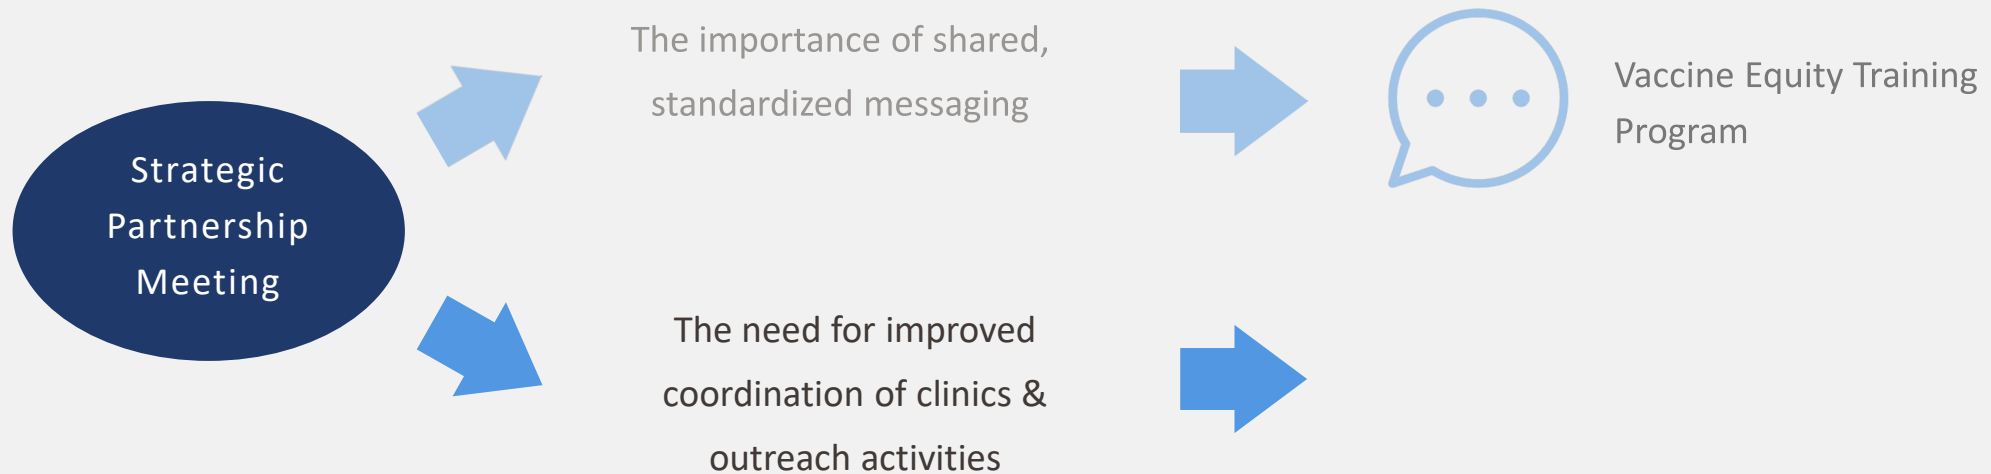 Strategic
Partnership
Meeting
The importance of shared,
standardized messaging
Vaccine Equity Training
Program
The need for improved
coordination of clinics &
outreach activities